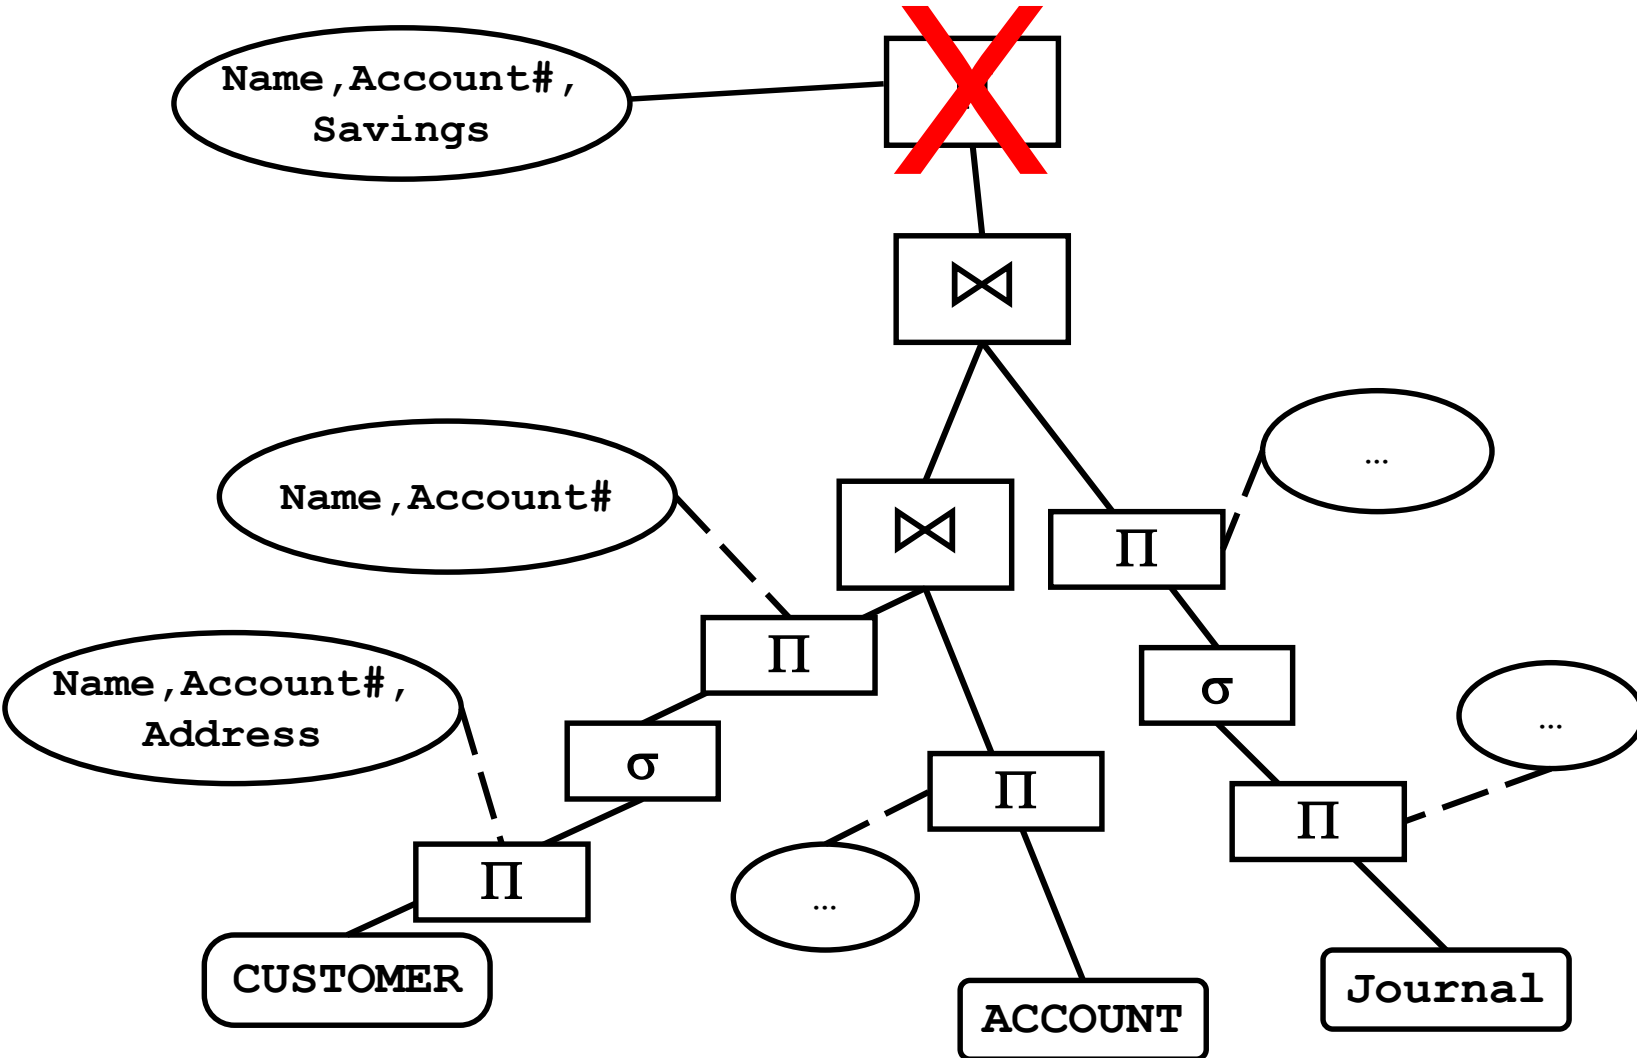 Name,Account#,
Savings
X
⋈
...
Name,Account#
⋈
Π
Π
Name,Account#,
Address
σ
...
σ
Π
Π
Π
...
CUSTOMER
Journal
ACCOUNT